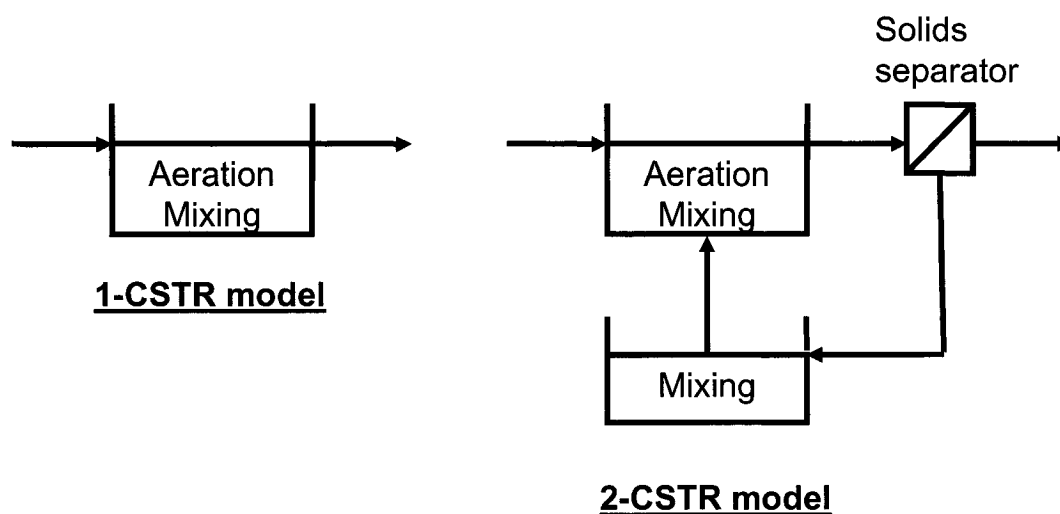 Solids
separator
Aeration
Mixing
Aeration
Mixing
1-CSTR model
Mixing
2-CSTR model